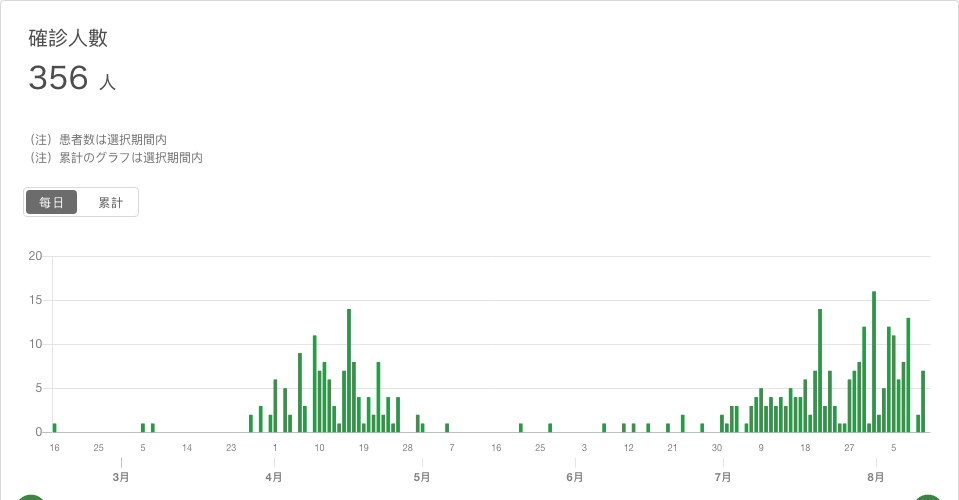 確診人數
356 人
（注）患者数は選択期間内
（注）累計のグラフは選択期間内
每日 累計
20
15
10
5
0
16 25 5 14 23 1 10 19 28 7 16 25 3 12 21 30 9 18 27 5
3月 4月 5月 6月 7月 8月